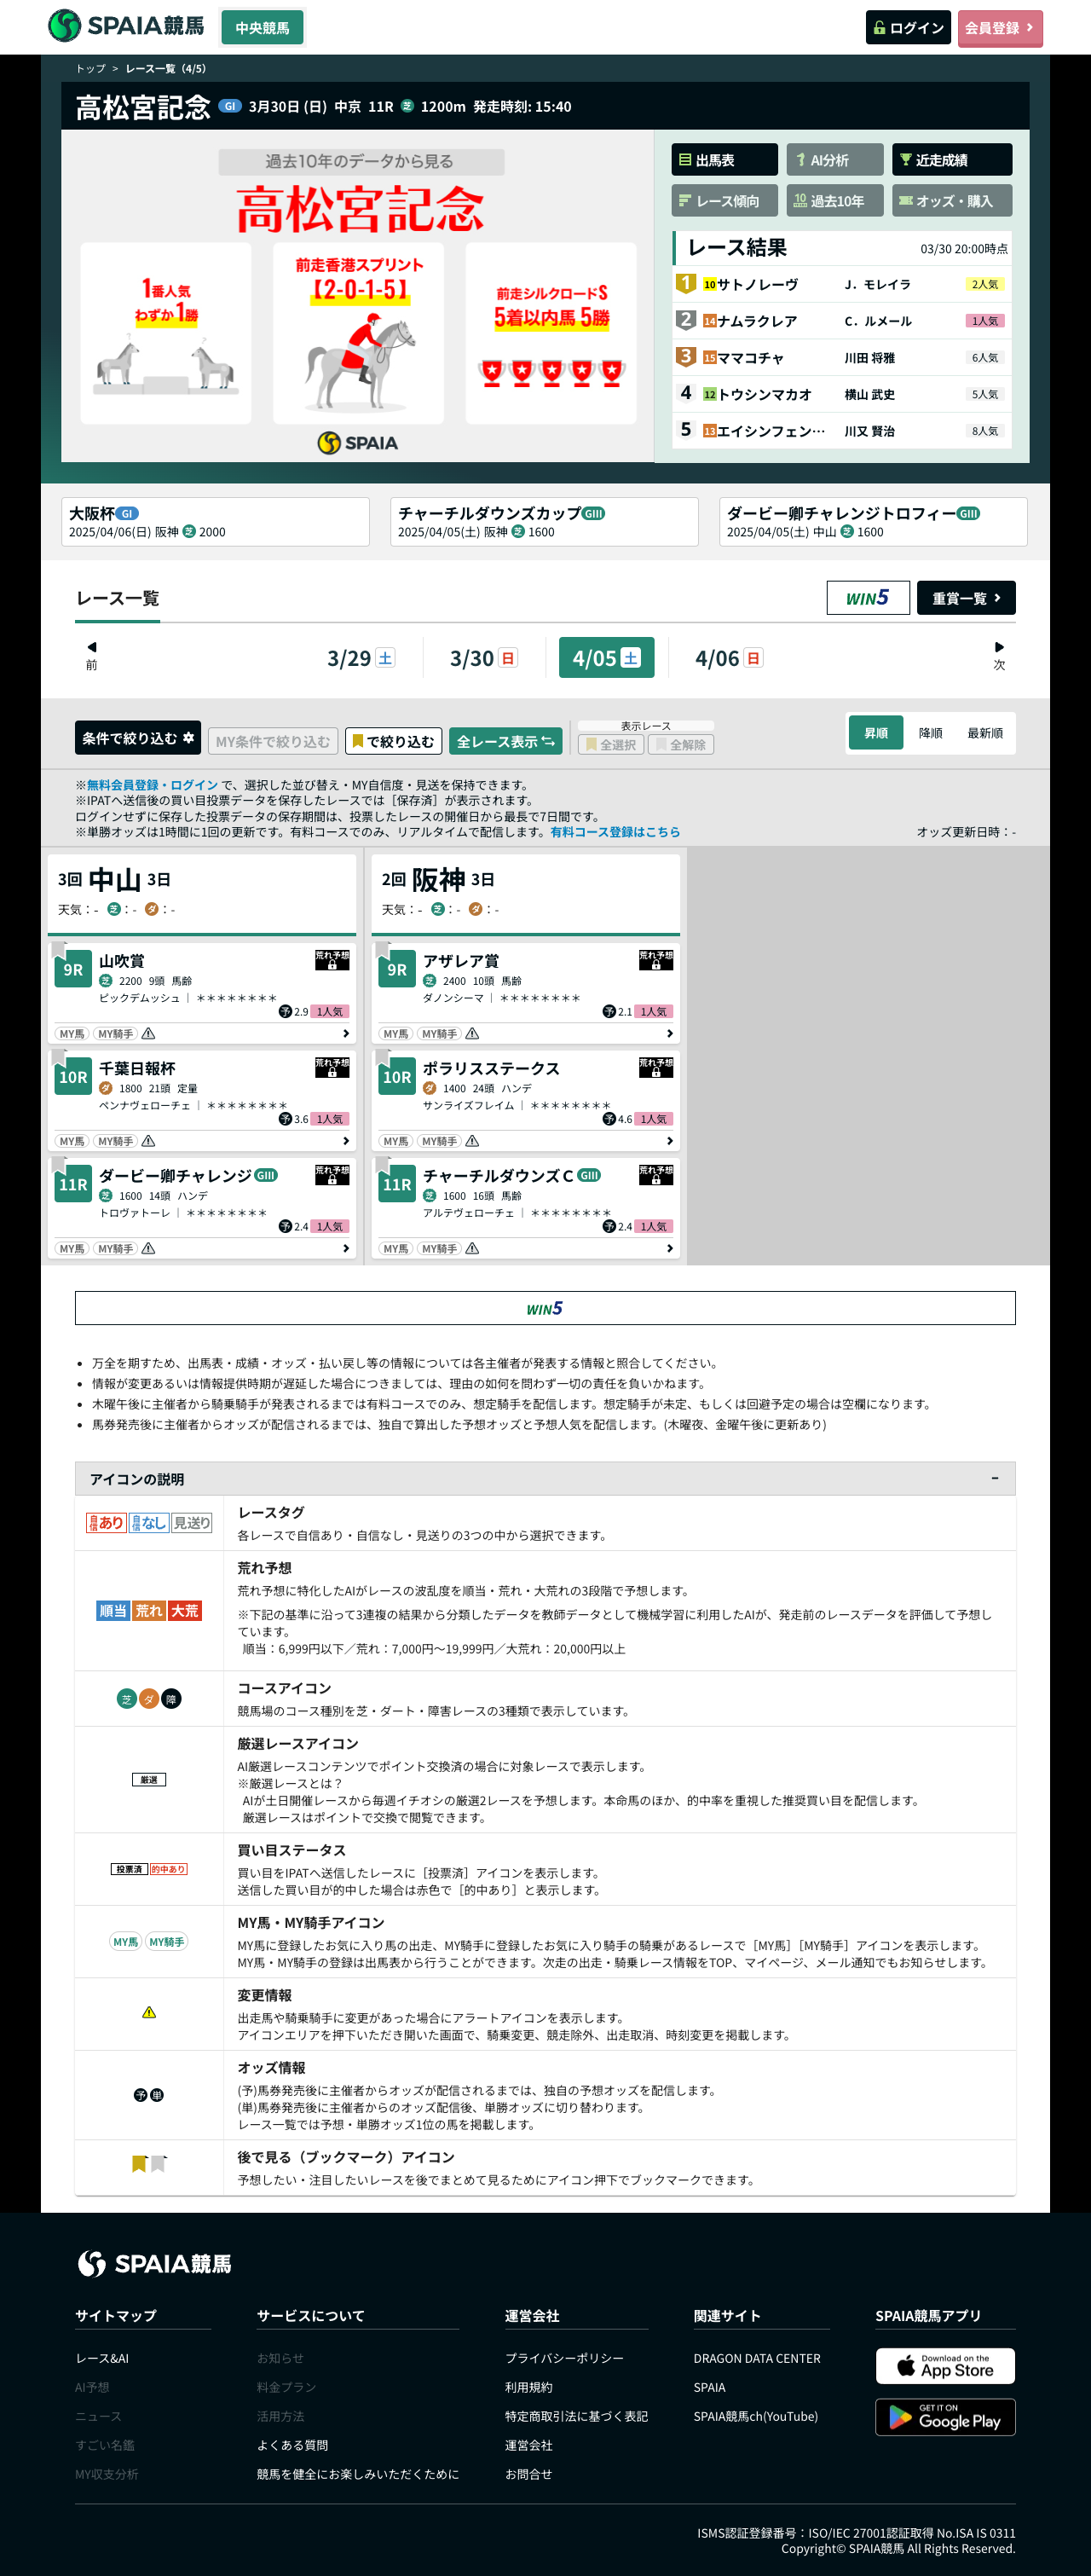 SPAIA競馬 中央競馬 ログイン 会員登録
トップ > レース一覧（4/5）
高松宮記念 GI 3月30日 (日) 中京 11R 芝 1200m 発走時刻: 15:40
過去10年のデータから見る
高松宮記念
1番人気
わずか1勝
前走香港スプリント
【2-0-1-5】
前走シルクロードS
5着以内馬 5勝
SPAIA
出馬表 AI分析 近走成績
レース傾向 過去10年 オッズ・購入
レース結果 03/30 20:00時点
1 10 サトノレーヴ J．モレイラ 2人気
2 14 ナムラクレア C．ルメール 1人気
3 15 ママコチャ 川田 将雅 6人気
4 12 トウシンマカオ 横山 武史 5人気
5 13 エイシンフェン… 川又 賢治 8人気
大阪杯 GI
2025/04/06(日) 阪神 芝 2000
チャーチルダウンズカップ GIII
2025/04/05(土) 阪神 芝 1600
ダービー卿チャレンジトロフィー GIII
2025/04/05(土) 中山 芝 1600
レース一覧 WIN5 重賞一覧
前 3/29 土 3/30 日 4/05 土 4/06 日 次
条件で絞り込む MY条件で絞り込む で絞り込む 全レース表示 表示レース 全選択 全解除 昇順 降順 最新順
※無料会員登録・ログイン で、選択した並び替え・MY自信度・見送を保持できます。
※IPATへ送信後の買い目投票データを保存したレースでは［保存済］が表示されます。
ログインせずに保存した投票データの保存期間は、投票したレースの開催日から最長で7日間です。
※単勝オッズは1時間に1回の更新です。有料コースでのみ、リアルタイムで配信します。有料コース登録はこちら オッズ更新日時：-
3回 中山 3日
天気：- 芝：- ダ：-
9R 山吹賞 荒れ予想
芝 2200 9頭 馬齢
ピックデムッシュ | ＊＊＊＊＊＊＊＊
予 2.9 1人気
MY馬 MY騎手
10R 千葉日報杯 荒れ予想
ダ 1800 21頭 定量
ペンナヴェローチェ | ＊＊＊＊＊＊＊＊
予 3.6 1人気
MY馬 MY騎手
11R ダービー卿チャレンジ GIII 荒れ予想
芝 1600 14頭 ハンデ
トロヴァトーレ | ＊＊＊＊＊＊＊＊
予 2.4 1人気
MY馬 MY騎手
2回 阪神 3日
天気：- 芝：- ダ：-
9R アザレア賞 荒れ予想
芝 2400 10頭 馬齢
ダノンシーマ | ＊＊＊＊＊＊＊＊
予 2.1 1人気
MY馬 MY騎手
10R ポラリスステークス 荒れ予想
ダ 1400 24頭 ハンデ
サンライズフレイム | ＊＊＊＊＊＊＊＊
予 4.6 1人気
MY馬 MY騎手
11R チャーチルダウンズＣ GIII 荒れ予想
芝 1600 16頭 馬齢
アルテヴェローチェ | ＊＊＊＊＊＊＊＊
予 2.4 1人気
MY馬 MY騎手
WIN5
• 万全を期すため、出馬表・成績・オッズ・払い戻し等の情報については各主催者が発表する情報と照合してください。
• 情報が変更あるいは情報提供時期が遅延した場合につきましては、理由の如何を問わず一切の責任を負いかねます。
• 木曜午後に主催者から騎乗騎手が発表されるまでは有料コースでのみ、想定騎手を配信します。想定騎手が未定、もしくは回避予定の場合は空欄になります。
• 馬券発売後に主催者からオッズが配信されるまでは、独自で算出した予想オッズと予想人気を配信します。(木曜夜、金曜午後に更新あり)
アイコンの説明 −
自信あり 自信なし 見送り
レースタグ
各レースで自信あり・自信なし・見送りの3つの中から選択できます。
順当 荒れ 大荒
荒れ予想
荒れ予想に特化したAIがレースの波乱度を順当・荒れ・大荒れの3段階で予想します。
※下記の基準に沿って3連複の結果から分類したデータを教師データとして機械学習に利用したAIが、発走前のレースデータを評価して予想し
ています。
順当：6,999円以下／荒れ：7,000円〜19,999円／大荒れ：20,000円以上
芝 ダ 障
コースアイコン
競馬場のコース種別を芝・ダート・障害レースの3種類で表示しています。
厳選
厳選レースアイコン
AI厳選レースコンテンツでポイント交換済の場合に対象レースで表示します。
※厳選レースとは？
AIが土日開催レースから毎週イチオシの厳選2レースを予想します。本命馬のほか、的中率を重視した推奨買い目を配信します。
厳選レースはポイントで交換で閲覧できます。
投票済 的中あり
買い目ステータス
買い目をIPATへ送信したレースに［投票済］アイコンを表示します。
送信した買い目が的中した場合は赤色で［的中あり］と表示します。
MY馬 MY騎手
MY馬・MY騎手アイコン
MY馬に登録したお気に入り馬の出走、MY騎手に登録したお気に入り騎手の騎乗があるレースで［MY馬］［MY騎手］アイコンを表示します。
MY馬・MY騎手の登録は出馬表から行うことができます。次走の出走・騎乗レース情報をTOP、マイページ、メール通知でもお知らせします。
変更情報
出走馬や騎乗騎手に変更があった場合にアラートアイコンを表示します。
アイコンエリアを押下いただき開いた画面で、騎乗変更、競走除外、出走取消、時刻変更を掲載します。
予 単
オッズ情報
(予)馬券発売後に主催者からオッズが配信されるまでは、独自の予想オッズを配信します。
(単)馬券発売後に主催者からのオッズ配信後、単勝オッズに切り替わります。
レース一覧では予想・単勝オッズ1位の馬を掲載します。
後で見る（ブックマーク）アイコン
予想したい・注目したいレースを後でまとめて見るためにアイコン押下でブックマークできます。
SPAIA競馬
サイトマップ
レース&AI
AI予想
ニュース
すごい名鑑
MY収支分析
サービスについて
お知らせ
料金プラン
活用方法
よくある質問
競馬を健全にお楽しみいただくために
運営会社
プライバシーポリシー
利用規約
特定商取引法に基づく表記
運営会社
お問合せ
関連サイト
DRAGON DATA CENTER
SPAIA
SPAIA競馬ch(YouTube)
SPAIA競馬アプリ
Download on the
App Store
GET IT ON
Google Play
ISMS認証登録番号：ISO/IEC 27001認証取得 No.ISA IS 0311
Copyright© SPAIA競馬 All Rights Reserved.